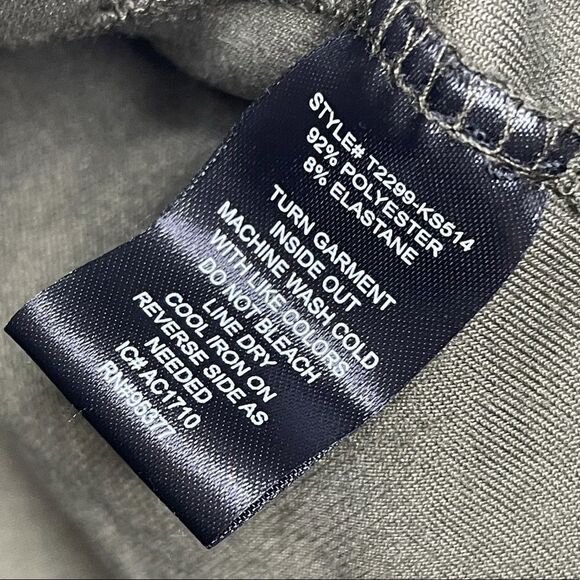 STYLE# T2299-KS514
92% POLYESTER
8% ELASTANE
TURN GARMENT
INSIDE OUT
MACHINE WASH COLD
WITH LIKE COLORS
DO NOT BLEACH
LINE DRY
COOL IRON ON
REVERSE SIDE AS
NEEDED
IC# AC1710